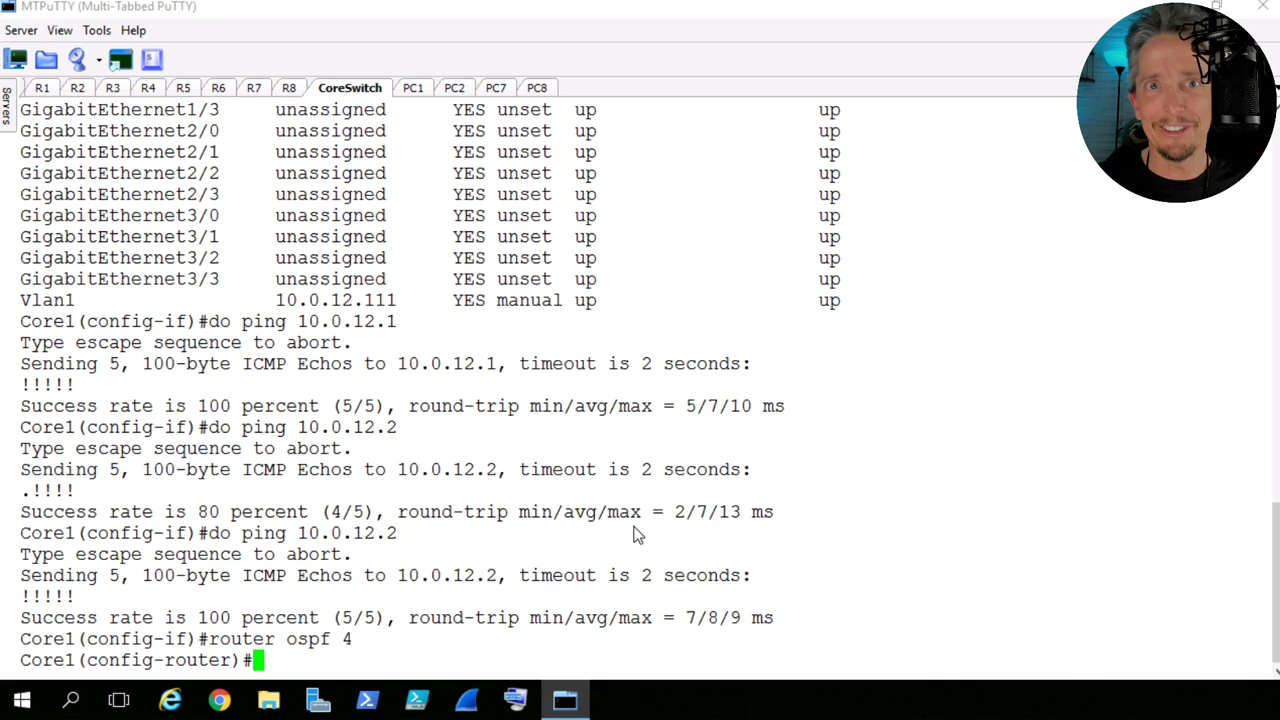 MTPuTTY (Multi-Tabbed PuTTY)
Server View Tools Help
R1 R2 R3 R4 R5 R6 R7 R8 CoreSwitch PC1 PC2 PC7 PC8
Servers
GigabitEthernet1/3 unassigned YES unset up up
GigabitEthernet2/0 unassigned YES unset up up
GigabitEthernet2/1 unassigned YES unset up up
GigabitEthernet2/2 unassigned YES unset up up
GigabitEthernet2/3 unassigned YES unset up up
GigabitEthernet3/0 unassigned YES unset up up
GigabitEthernet3/1 unassigned YES unset up up
GigabitEthernet3/2 unassigned YES unset up up
GigabitEthernet3/3 unassigned YES unset up up
Vlan1 10.0.12.111 YES manual up up
Core1(config-if)#do ping 10.0.12.1
Type escape sequence to abort.
Sending 5, 100-byte ICMP Echos to 10.0.12.1, timeout is 2 seconds:
!!!!!
Success rate is 100 percent (5/5), round-trip min/avg/max = 5/7/10 ms
Core1(config-if)#do ping 10.0.12.2
Type escape sequence to abort.
Sending 5, 100-byte ICMP Echos to 10.0.12.2, timeout is 2 seconds:
.!!!!
Success rate is 80 percent (4/5), round-trip min/avg/max = 2/7/13 ms
Core1(config-if)#do ping 10.0.12.2
Type escape sequence to abort.
Sending 5, 100-byte ICMP Echos to 10.0.12.2, timeout is 2 seconds:
!!!!!
Success rate is 100 percent (5/5), round-trip min/avg/max = 7/8/9 ms
Core1(config-if)#router ospf 4
Core1(config-router)#